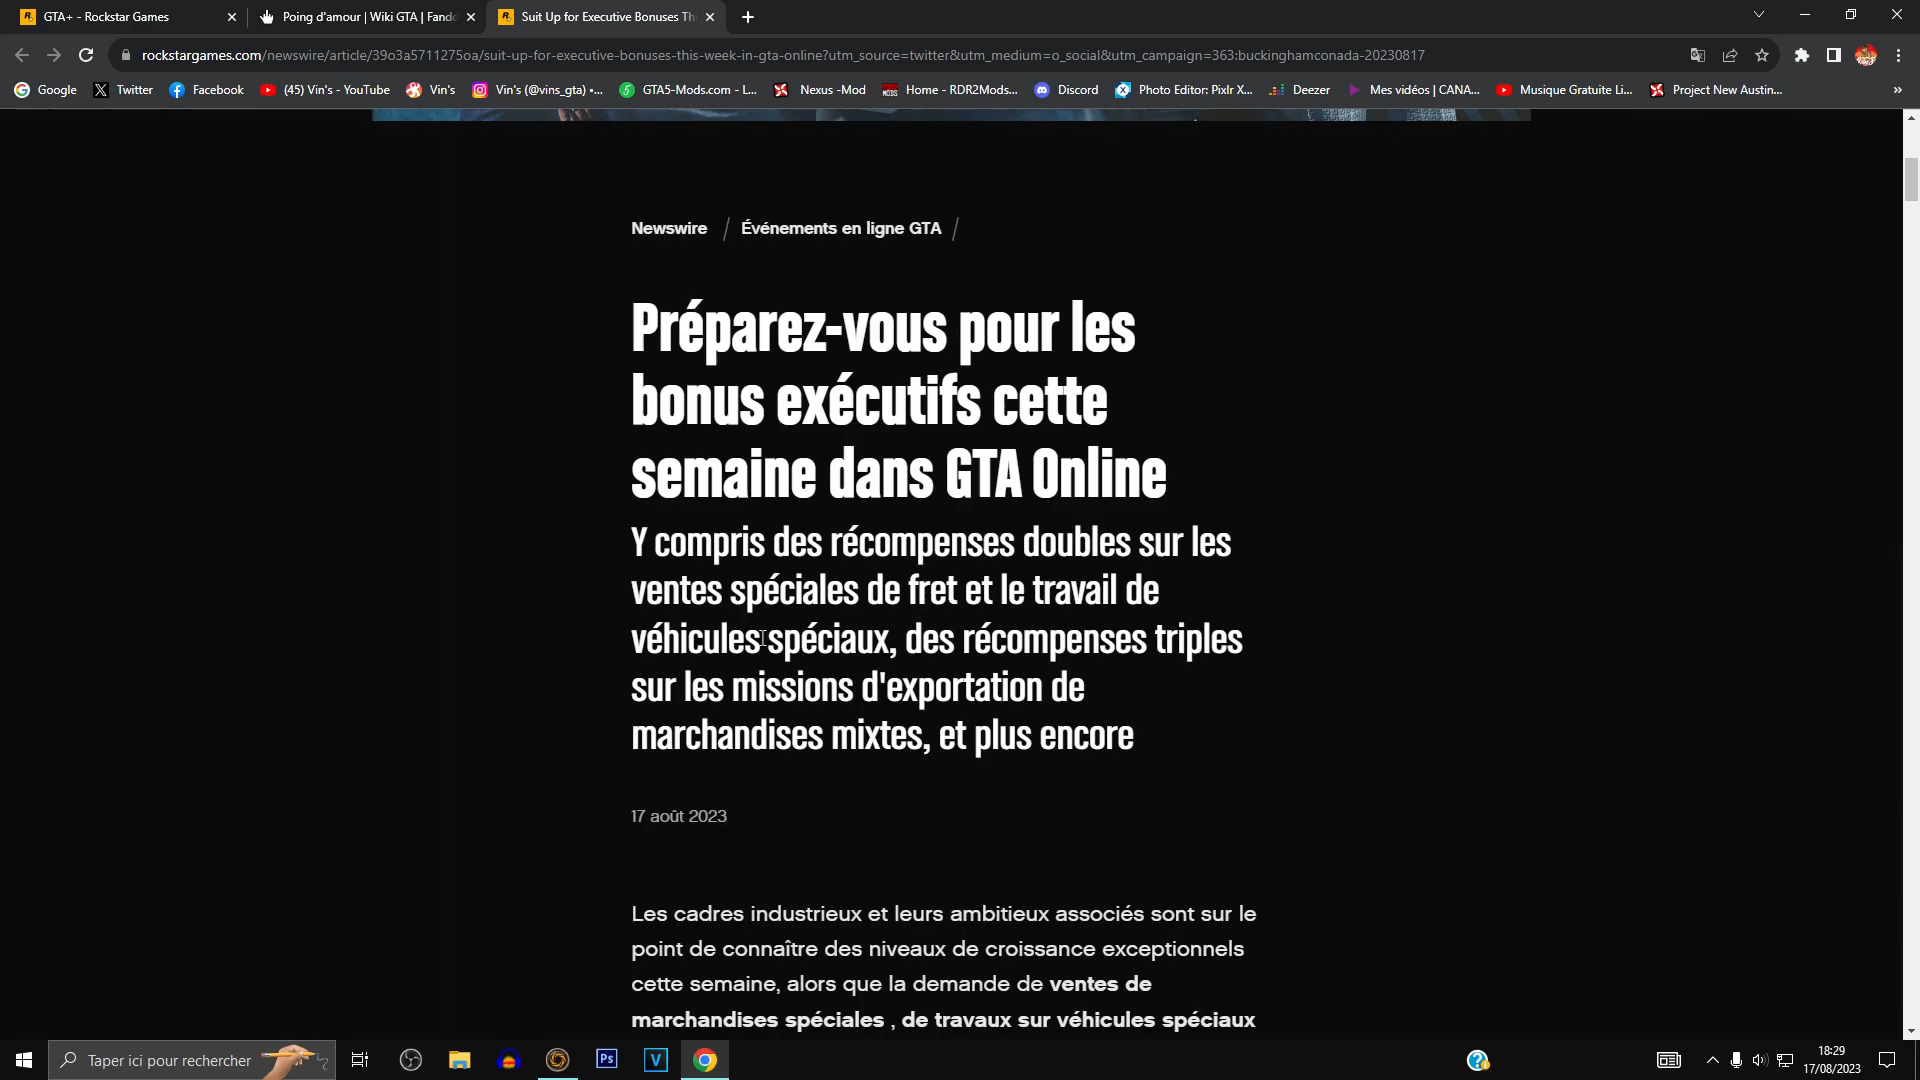 GTA+ - Rockstar Games
Poing d'amour | Wiki GTA | Fando
Suit Up for Executive Bonuses Thi
rockstargames.com/newswire/article/39o3a5711275oa/suit-up-for-executive-bonuses-this-week-in-gta-online?utm_source=twitter&utm_medium=o_social&utm_campaign=363:buckinghamconada-20230817
Google Twitter Facebook (45) Vin's - YouTube Vin's Vin's (@vins_gta) •... GTA5-Mods.com - L... Nexus -Mod Home - RDR2Mods... Discord Photo Editor: Pixlr X... Deezer Mes vidéos | CANA... Musique Gratuite Li... Project New Austin... »
Newswire / Événements en ligne GTA /
Préparez-vous pour les
bonus exécutifs cette
semaine dans GTA Online
Y compris des récompenses doubles sur les
ventes spéciales de fret et le travail de
véhicules spéciaux, des récompenses triples
sur les missions d'exportation de
marchandises mixtes, et plus encore
17 août 2023
Les cadres industrieux et leurs ambitieux associés sont sur le
point de connaître des niveaux de croissance exceptionnels
cette semaine, alors que la demande de ventes de
marchandises spéciales , de travaux sur véhicules spéciaux
Taper ici pour rechercher
Ps
V
18:29
17/08/2023